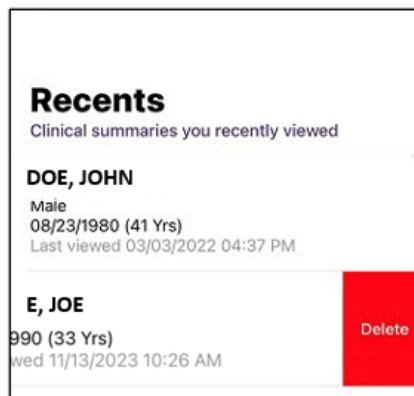 Recents
Clinical summaries you recently viewed
DOE, JOHN
Male
08/23/1980 (41 Yrs)
Last viewed 03/03/2022 04:37 PM
E, JOE
990 (33 Yrs)
wed 11/13/2023 10:26 AM
Delete